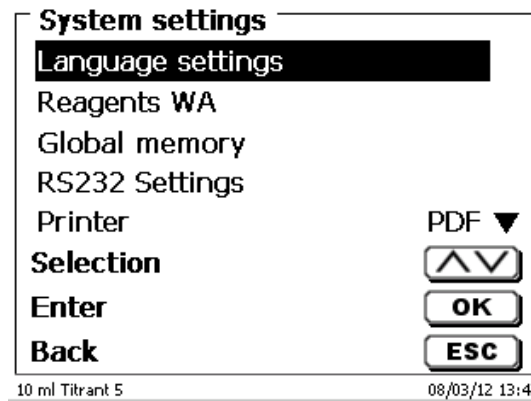 System settings
Language settings
Reagents WA
Global memory
RS232 Settings
Printer PDF ▼
Selection
Enter OK
Back ESC
10 ml Titrant 5 08/03/12 13:4